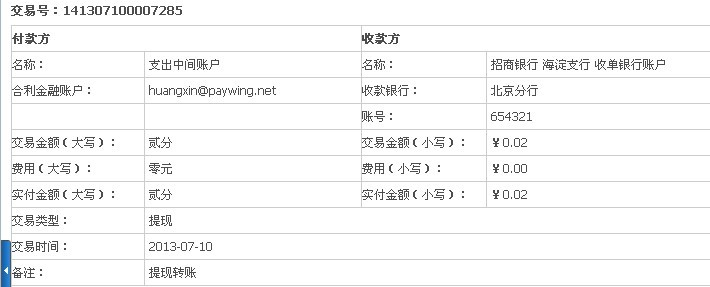 交易号：141307100007285
付款方 收款方
名称： 支出中间账户 名称： 招商银行 海淀支行 收单银行账户
合利金融账户： huangxin@paywing.net 收款银行： 北京分行
账号： 654321
交易金额（大写）： 贰分 交易金额（小写）： ￥0.02
费用（大写）： 零元 费用（小写）： ￥0.00
实付金额（大写）： 贰分 实付金额（小写）： ￥0.02
交易类型： 提现
交易时间： 2013-07-10
备注： 提现转账